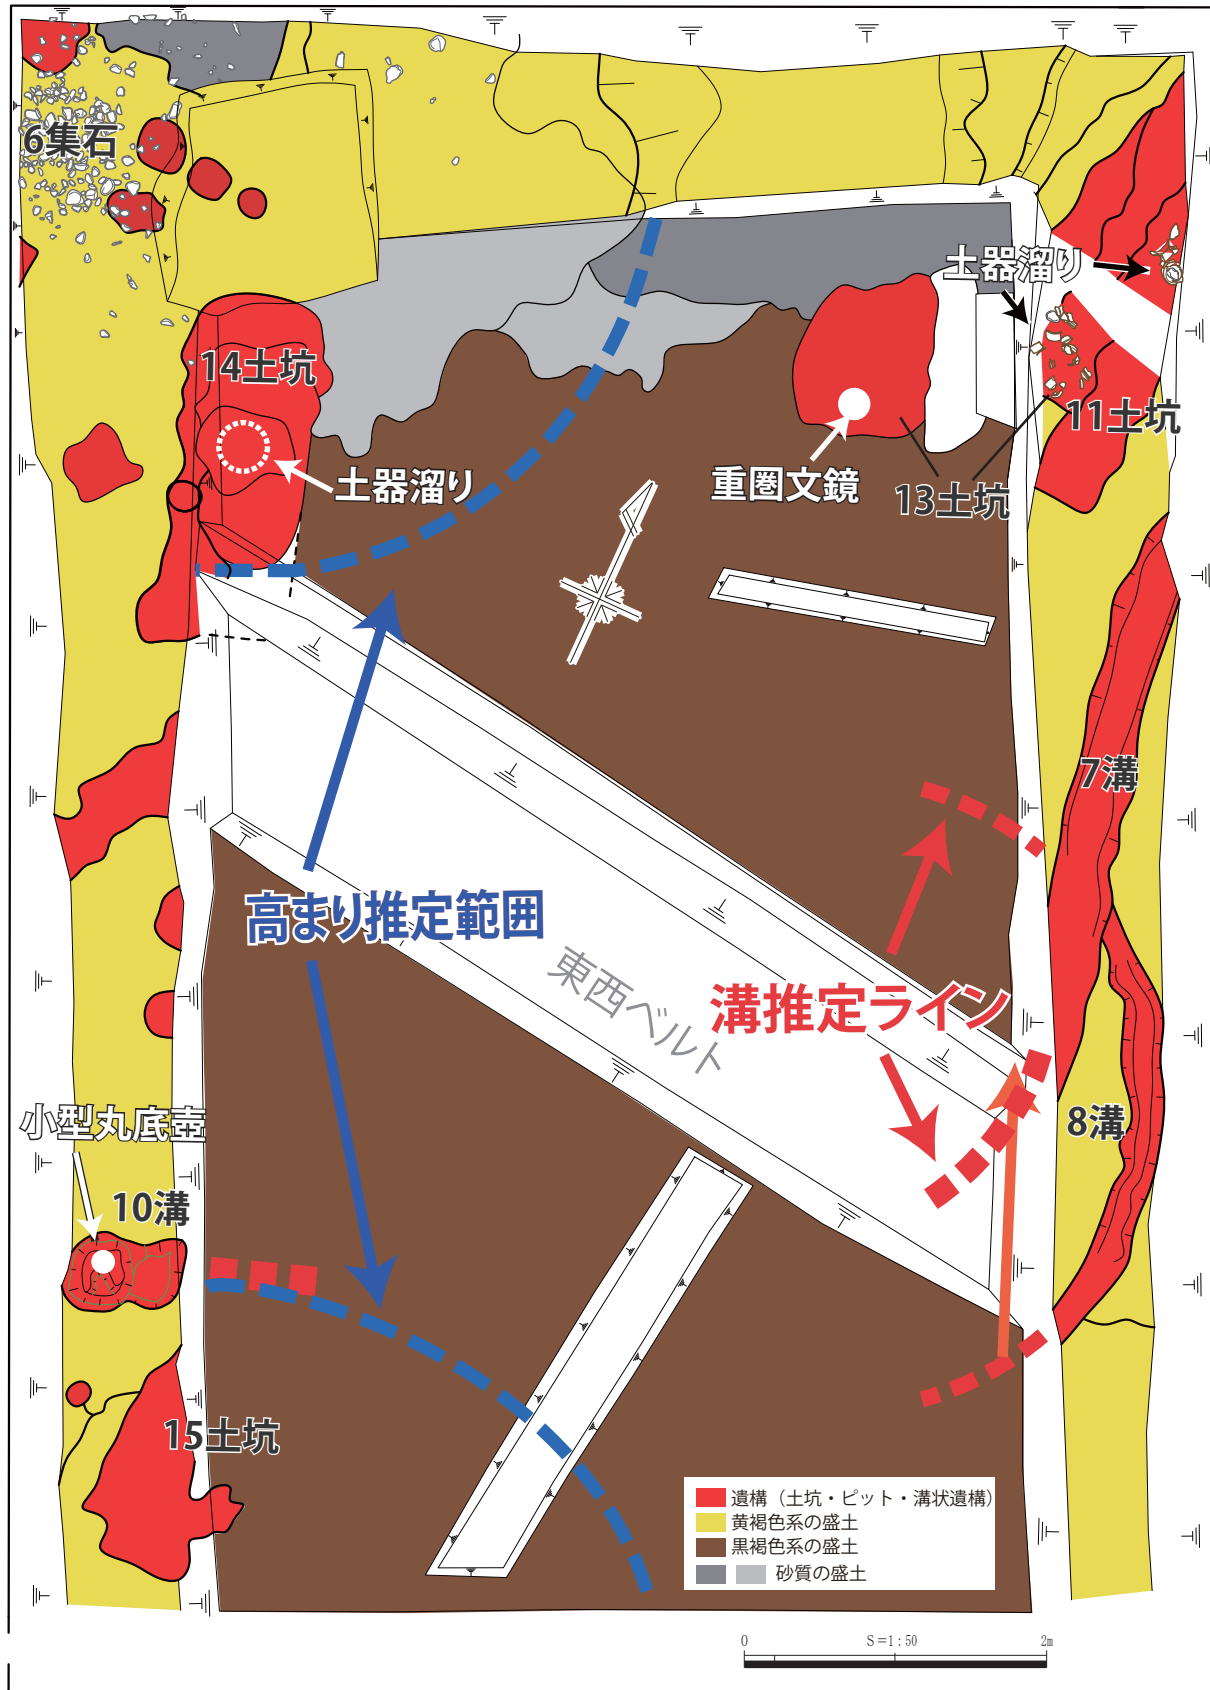 6集石
土器溜り
14土坑
11土坑
土器溜り
重圏文鏡
13土坑
7溝
高まり推定範囲
東西ベルト
溝推定ライン
8溝
小型丸底壺
10溝
15土坑
遺構（土坑・ピット・溝状遺構）
黄褐色系の盛土
黒褐色系の盛土
砂質の盛土
0 S=1:50 2m